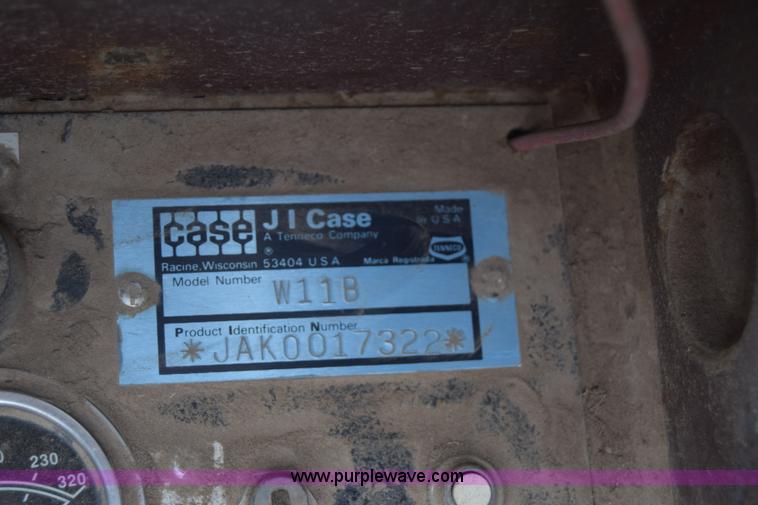 case
J I Case
A Tenneco Company
®
Made
in U S A
TENNECO
®
Racine, Wisconsin 53404 U S A
Marca Registrada
Model Number
W11B
Product Identification Number
*JAK0017322*
230
320
www.purplewave.com